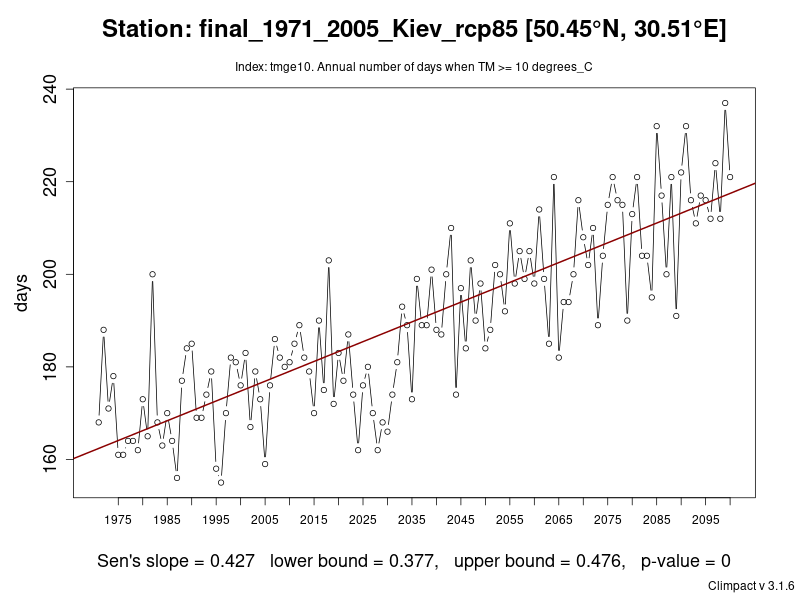 Station: final_1971_2005_Kiev_rcp85 [50.45°N, 30.51°E]
Index: tmge10. Annual number of days when TM >= 10 degrees_C
240
220
200
180
160
days
1975 1985 1995 2005 2015 2025 2035 2045 2055 2065 2075 2085 2095
Sen's slope = 0.427 lower bound = 0.377, upper bound = 0.476, p-value = 0
Climpact v 3.1.6